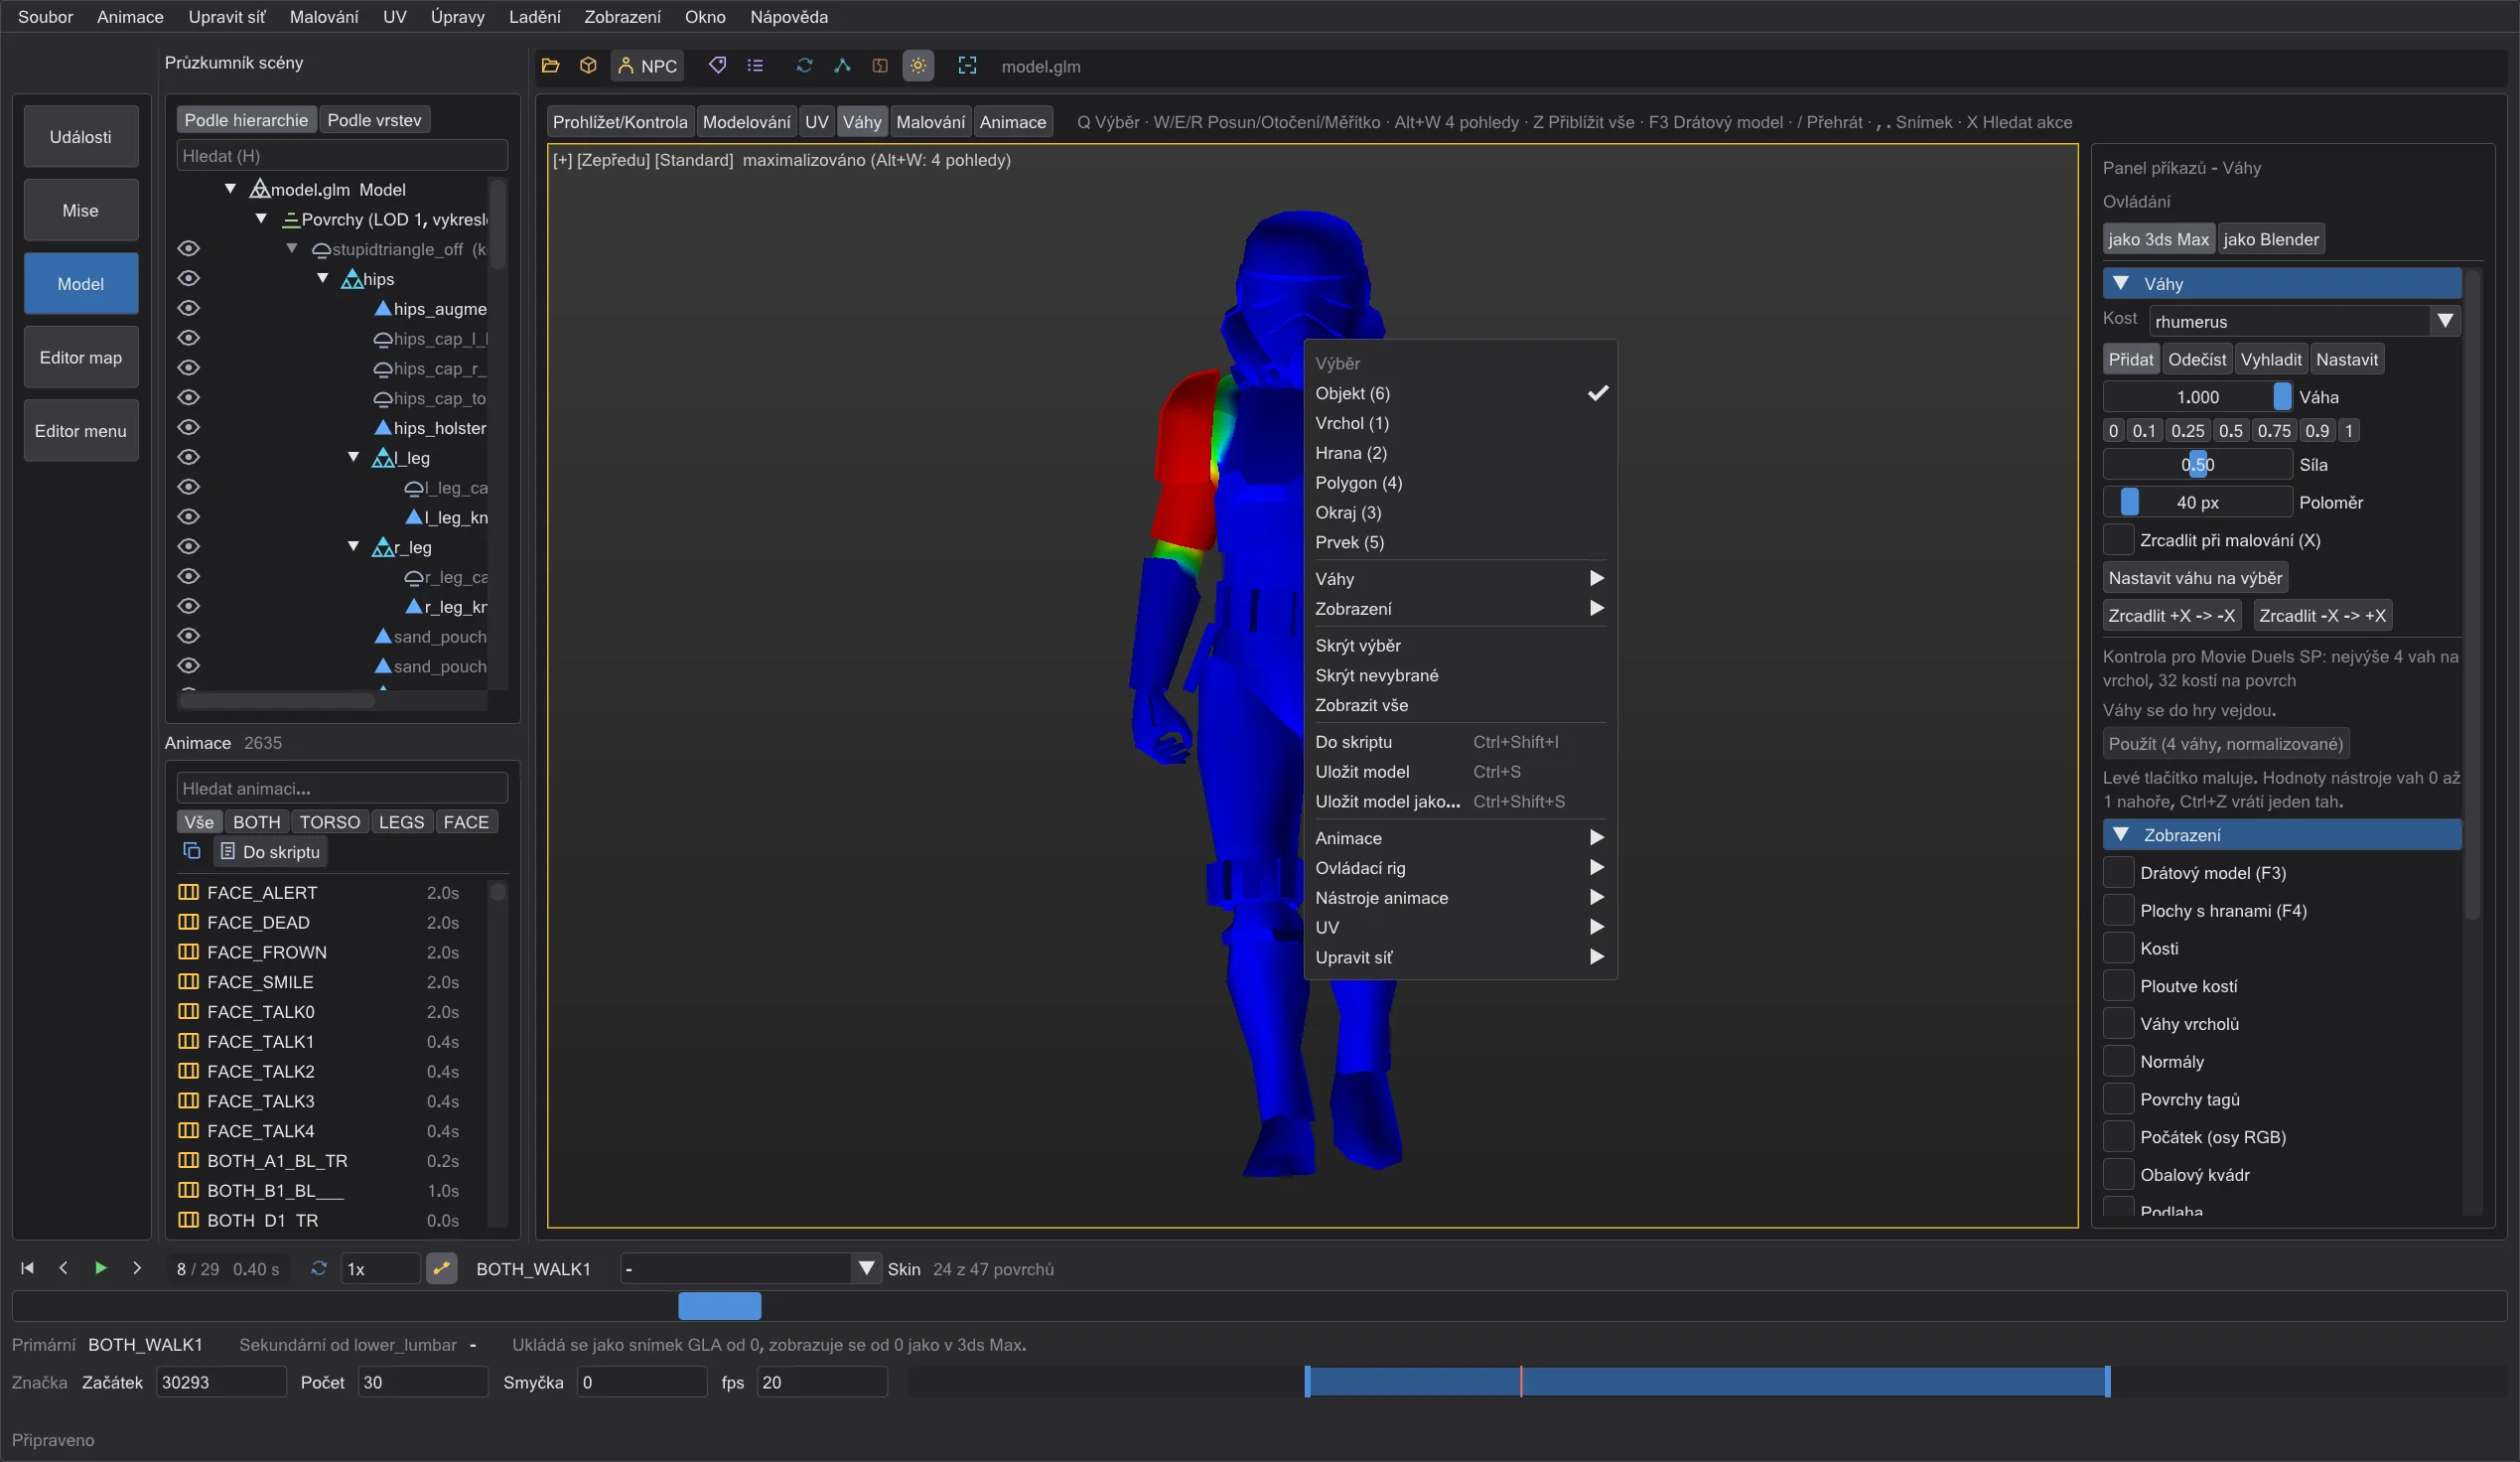 Soubor Animace Upravit síť Malování UV Úpravy Ladění Zobrazení Okno Nápověda
Průzkumník scény
NPC model.glm
Události
Mise
Model
Editor map
Editor menu
Podle hierarchie Podle vrstev
Hledat (H)
model.glm Model
Povrchy (LOD 1, vykresl
stupidtriangle_off (k
hips
hips_augme
hips_cap_l_l
hips_cap_r_
hips_cap_to
hips_holster
l_leg
l_leg_ca
l_leg_kn
r_leg
r_leg_ca
r_leg_kn
sand_pouch
sand_pouch
Animace 2635
Hledat animaci...
Vše BOTH TORSO LEGS FACE
Do skriptu
FACE_ALERT 2.0s
FACE_DEAD 2.0s
FACE_FROWN 2.0s
FACE_SMILE 2.0s
FACE_TALK0 2.0s
FACE_TALK1 0.4s
FACE_TALK2 0.4s
FACE_TALK3 0.4s
FACE_TALK4 0.4s
BOTH_A1_BL_TR 0.2s
BOTH_B1_BL___ 1.0s
BOTH_D1_TR 0.0s
Prohlížet/Kontrola Modelování UV Váhy Malování Animace Q Výběr · W/E/R Posun/Otočení/Měřítko · Alt+W 4 pohledy · Z Přiblížit vše · F3 Drátový model · / Přehrát · , . Snímek · X Hledat akce
[+] [Zepředu] [Standard] maximalizováno (Alt+W: 4 pohledy)
Výběr
Objekt (6)
Vrchol (1)
Hrana (2)
Polygon (4)
Okraj (3)
Prvek (5)
Váhy
Zobrazení
Skrýt výběr
Skrýt nevybrané
Zobrazit vše
Do skriptu Ctrl+Shift+I
Uložit model Ctrl+S
Uložit model jako... Ctrl+Shift+S
Animace
Ovládací rig
Nástroje animace
UV
Upravit síť
Panel příkazů - Váhy
Ovládání
jako 3ds Max jako Blender
Váhy
Kost rhumerus
Přidat Odečíst Vyhladit Nastavit
1.000 Váha
0 0.1 0.25 0.5 0.75 0.9 1
0.50 Síla
40 px Poloměr
Zrcadlit při malování (X)
Nastavit váhu na výběr
Zrcadlit +X -> -X Zrcadlit -X -> +X
Kontrola pro Movie Duels SP: nejvýše 4 vah na
vrchol, 32 kostí na povrch
Váhy se do hry vejdou.
Použít (4 váhy, normalizované)
Levé tlačítko maluje. Hodnoty nástroje vah 0 až
1 nahoře, Ctrl+Z vrátí jeden tah.
Zobrazení
Drátový model (F3)
Plochy s hranami (F4)
Kosti
Ploutve kostí
Váhy vrcholů
Normály
Povrchy tagů
Počátek (osy RGB)
Obalový kvádr
Podlaha
8 / 29 0.40 s 1x BOTH_WALK1 - Skin 24 z 47 povrchů
Primární BOTH_WALK1 Sekundární od lower_lumbar - Ukládá se jako snímek GLA od 0, zobrazuje se od 0 jako v 3ds Max.
Značka Začátek 30293 Počet 30 Smyčka 0 fps 20
Připraveno